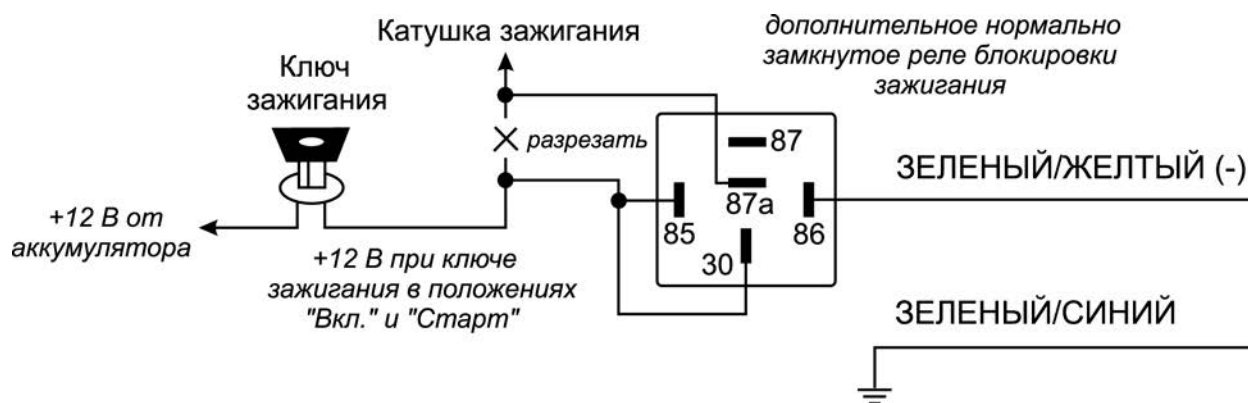 Катушка зажигания
дополнительное нормально
замкнутое реле блокировки
зажигания
Ключ
зажигания
разрезать
87
ЗЕЛЕНЫЙ/ЖЕЛТЫЙ (-)
87a
85
86
+12 В от
аккумулятора
30
+12 В при ключе
зажигания в положениях
"Вкл." и "Старт"
ЗЕЛЕНЫЙ/СИНИЙ